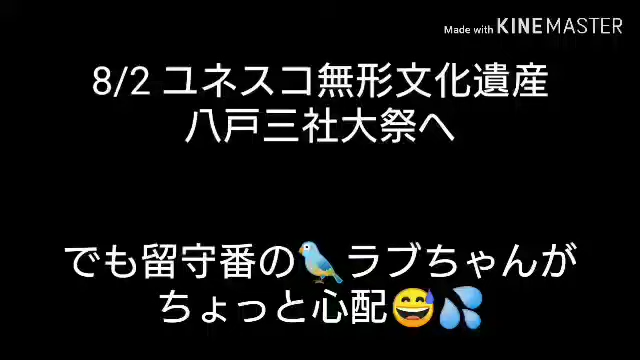 Made with KINEMASTER
8/2 ユネスコ無形文化遺産
八戸三社大祭へ
でも留守番の🐦ラブちゃんが
ちょっと心配😅💦